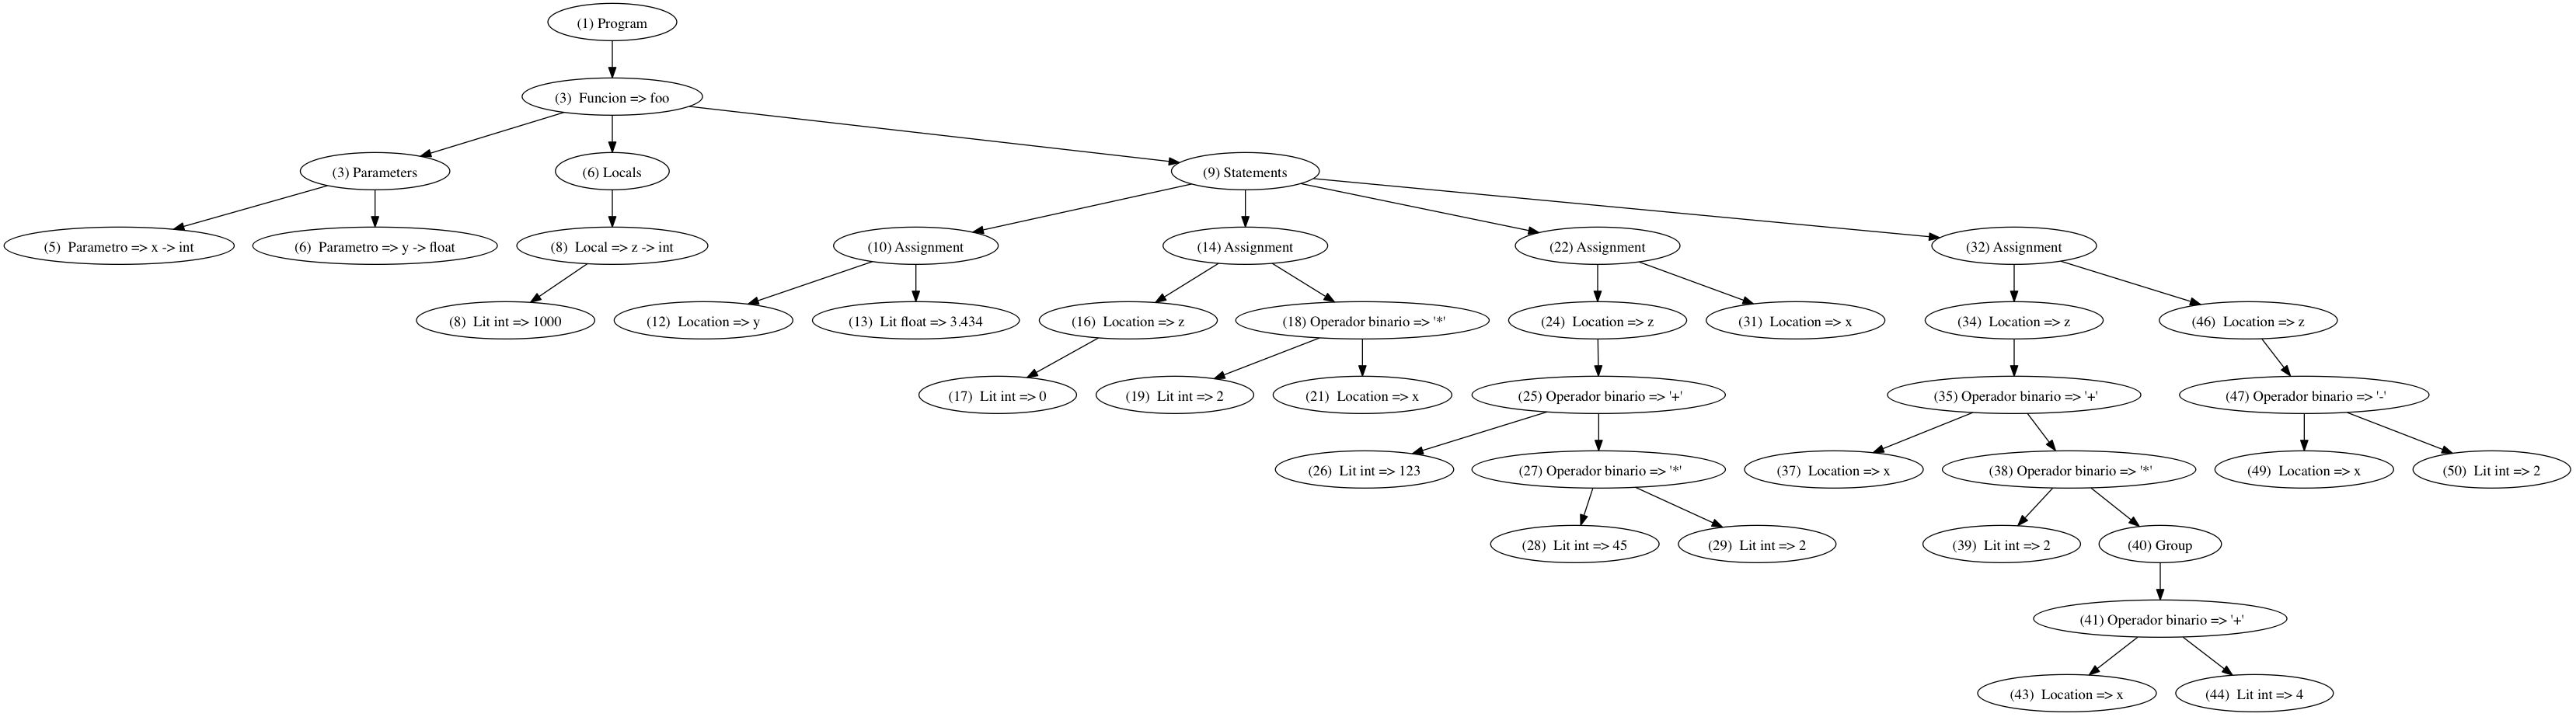 (1) Program
(3) Funcion => foo
(3) Parameters
(6) Locals
(9) Statements
(5) Parametro => x -> int
(6) Parametro => y -> float
(8) Local => z -> int
(10) Assignment
(14) Assignment
(22) Assignment
(32) Assignment
(8) Lit int => 1000
(12) Location => y
(13) Lit float => 3.434
(16) Location => z
(18) Operador binario => '*'
(24) Location => z
(31) Location => x
(34) Location => z
(46) Location => z
(17) Lit int => 0
(19) Lit int => 2
(21) Location => x
(25) Operador binario => '+'
(35) Operador binario => '+'
(47) Operador binario => '-'
(26) Lit int => 123
(27) Operador binario => '*'
(37) Location => x
(38) Operador binario => '*'
(49) Location => x
(50) Lit int => 2
(28) Lit int => 45
(29) Lit int => 2
(39) Lit int => 2
(40) Group
(41) Operador binario => '+'
(43) Location => x
(44) Lit int => 4